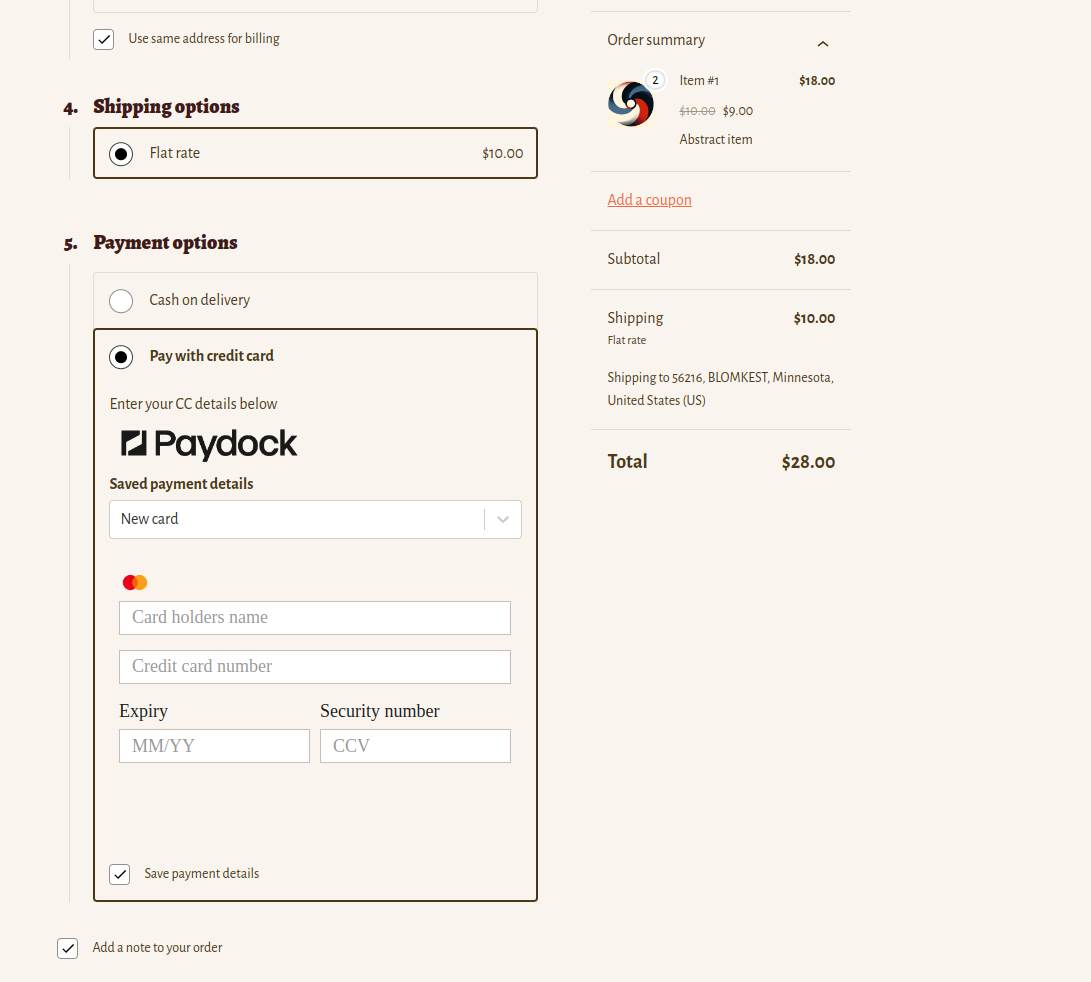 Use same address for billing
4. Shipping options
Flat rate $10.00
5. Payment options
Cash on delivery
Pay with credit card
Enter your CC details below
Paydock
Saved payment details
New card
Card holders name
Credit card number
Expiry Security number
MM/YY CCV
Save payment details
Add a note to your order
Order summary
2 Item #1 $18.00
$10.00 $9.00
Abstract item
Add a coupon
Subtotal $18.00
Shipping $10.00
Flat rate
Shipping to 56216, BLOMKEST, Minnesota,
United States (US)
Total $28.00